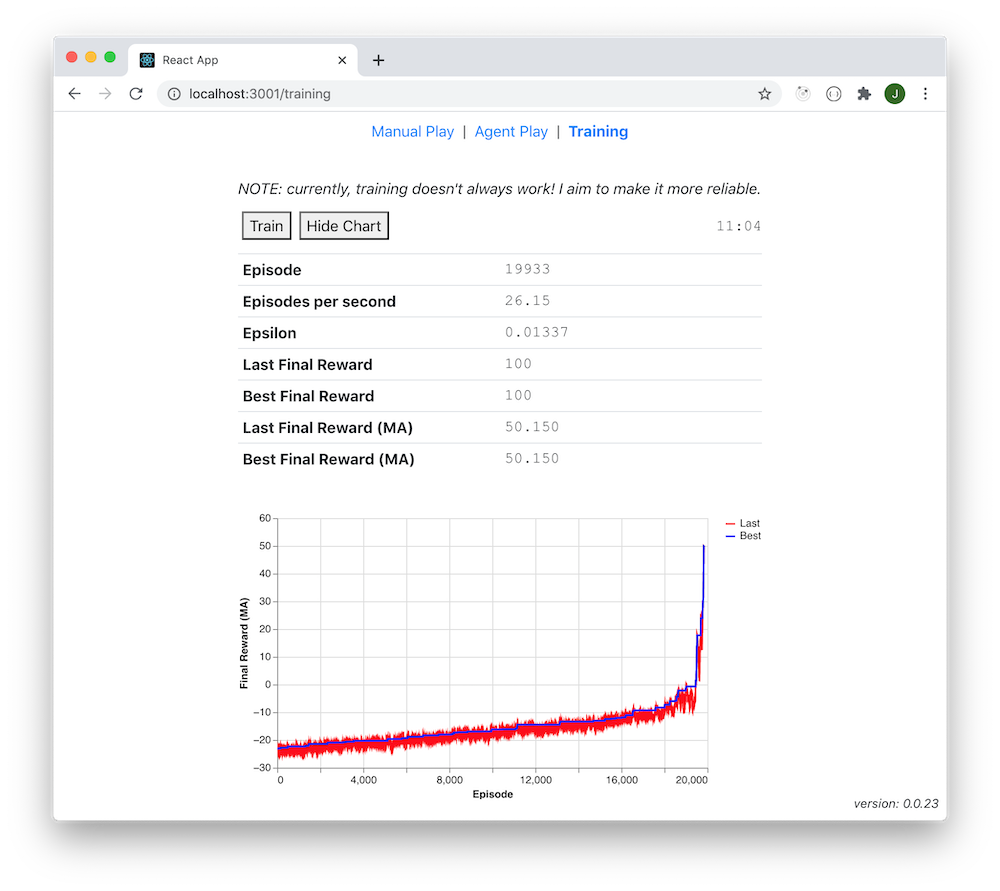 React App
localhost:3001/training
J
Manual Play | Agent Play | Training
NOTE: currently, training doesn't always work! I aim to make it more reliable.
Train Hide Chart 11:04
Episode 19933
Episodes per second 26.15
Epsilon 0.01337
Last Final Reward 100
Best Final Reward 100
Last Final Reward (MA) 50.150
Best Final Reward (MA) 50.150
Final Reward (MA)
60
50
40
30
20
10
0
−10
−20
−30
0 4,000 8,000 12,000 16,000 20,000
Episode
Last
Best
version: 0.0.23